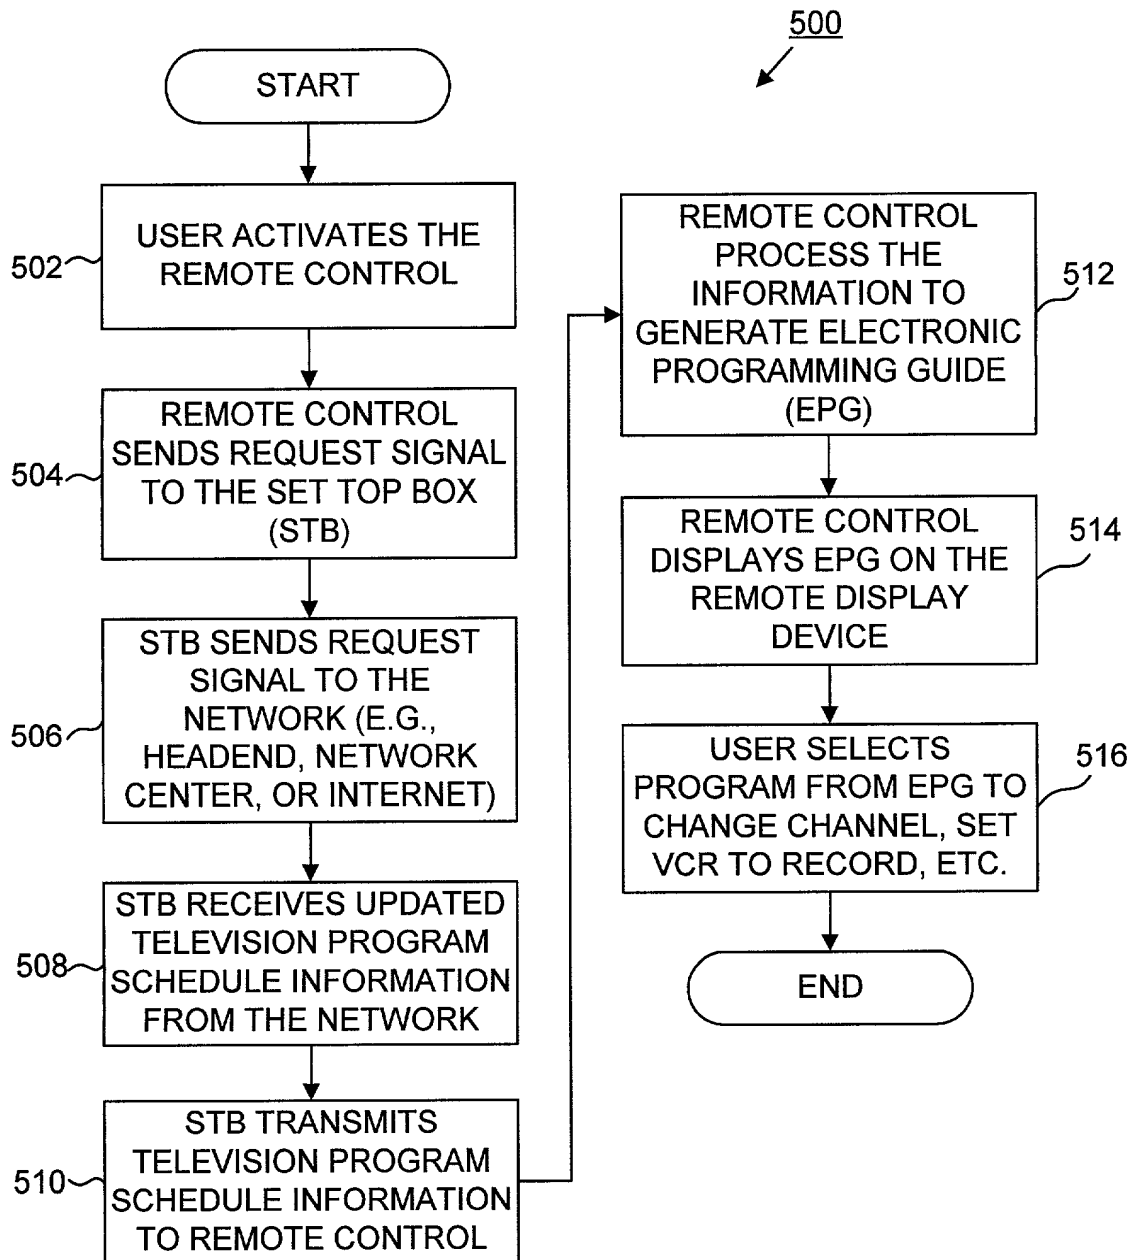 500
START
502
USER ACTIVATES THE
REMOTE CONTROL
504
REMOTE CONTROL
SENDS REQUEST SIGNAL
TO THE SET TOP BOX
(STB)
506
STB SENDS REQUEST
SIGNAL TO THE
NETWORK (E.G.,
HEADEND, NETWORK
CENTER, OR INTERNET)
508
STB RECEIVES UPDATED
TELEVISION PROGRAM
SCHEDULE INFORMATION
FROM THE NETWORK
510
STB TRANSMITS
TELEVISION PROGRAM
SCHEDULE INFORMATION
TO REMOTE CONTROL
REMOTE CONTROL
PROCESS THE
INFORMATION TO
GENERATE ELECTRONIC
PROGRAMMING GUIDE
(EPG)
512
REMOTE CONTROL
DISPLAYS EPG ON THE
REMOTE DISPLAY
DEVICE
514
USER SELECTS
PROGRAM FROM EPG TO
CHANGE CHANNEL, SET
VCR TO RECORD, ETC.
516
END